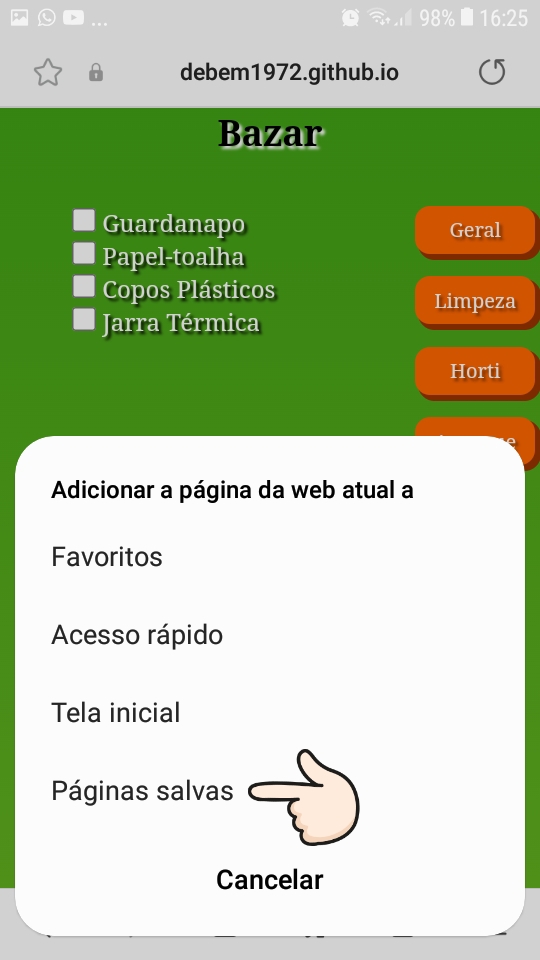 ... 98% 16:25
debem1972.github.io
Bazar
Guardanapo
Papel-toalha
Copos Plásticos
Jarra Térmica
Geral
Limpeza
Horti
Adicionar a página da web atual a
Favoritos
Acesso rápido
Tela inicial
Páginas salvas
Cancelar